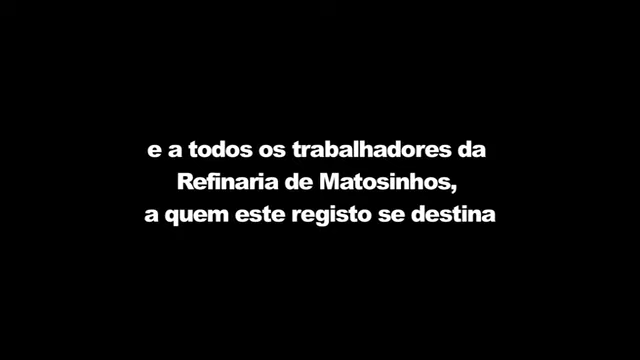 e a todos os trabalhadores da
Refinaria de Matosinhos,
a quem este registo se destina